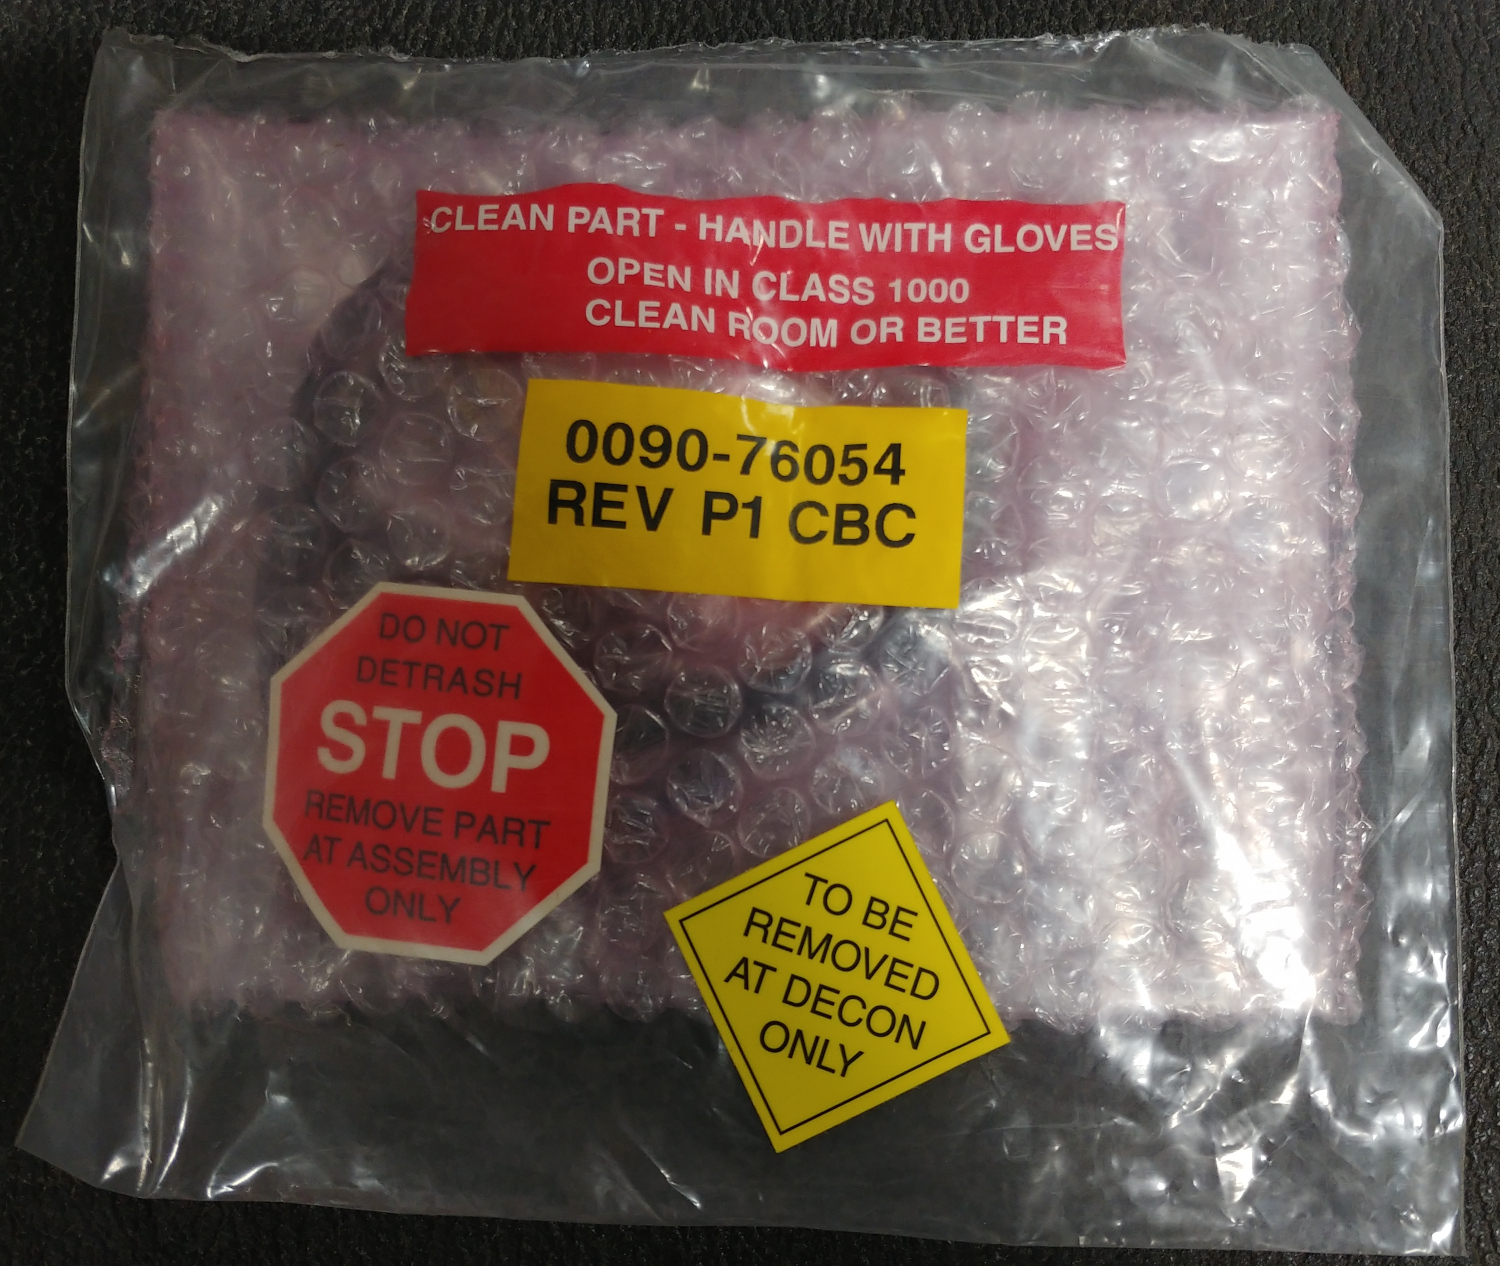 CLEAN PART - HANDLE WITH GLOVES
OPEN IN CLASS 1000
CLEAN ROOM OR BETTER
0090-76054
REV P1 CBC
DO NOT
DETRASH
STOP
REMOVE PART
AT ASSEMBLY
ONLY
TO BE
REMOVED
AT DECON
ONLY